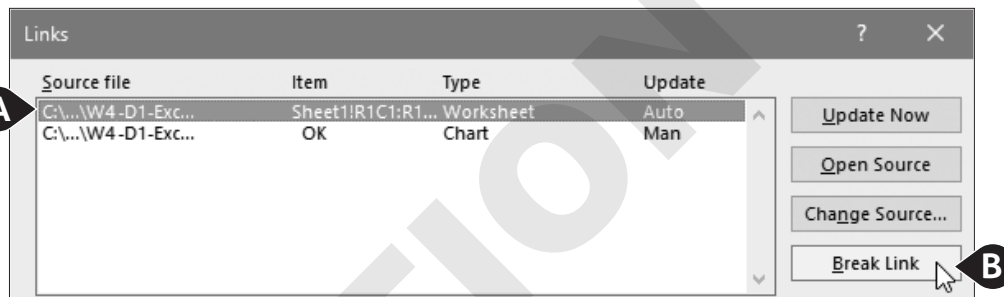 Links ? ✕
Source file Item Type Update
A C:\...\W4-D1-Exc... Sheet1!R1C1:R1... Worksheet Auto
C:\...\W4-D1-Exc... OK Chart Man
Update Now
Open Source
Change Source...
Break Link B
TION